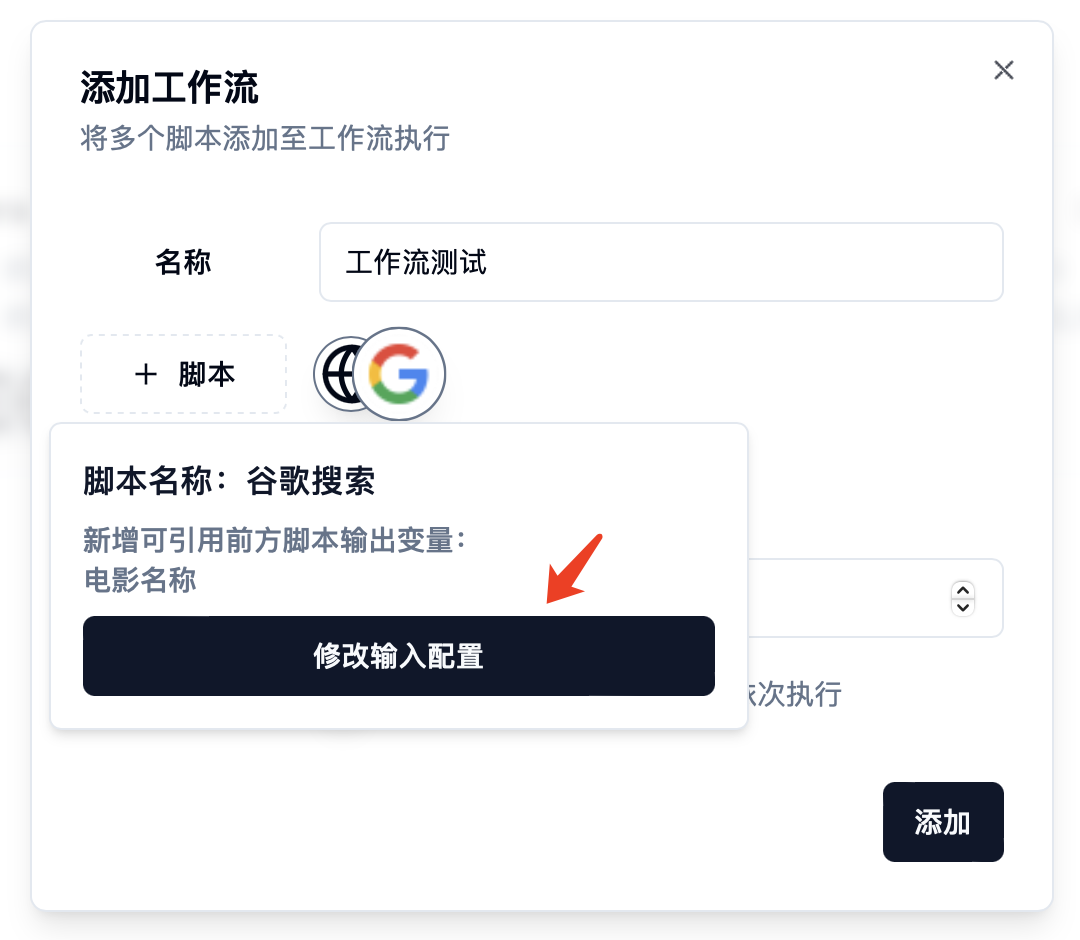 添加工作流
将多个脚本添加至工作流执行
名称
工作流测试
+ 脚本
脚本名称：谷歌搜索
新增可引用前方脚本输出变量：
电影名称
修改输入配置
次执行
添加